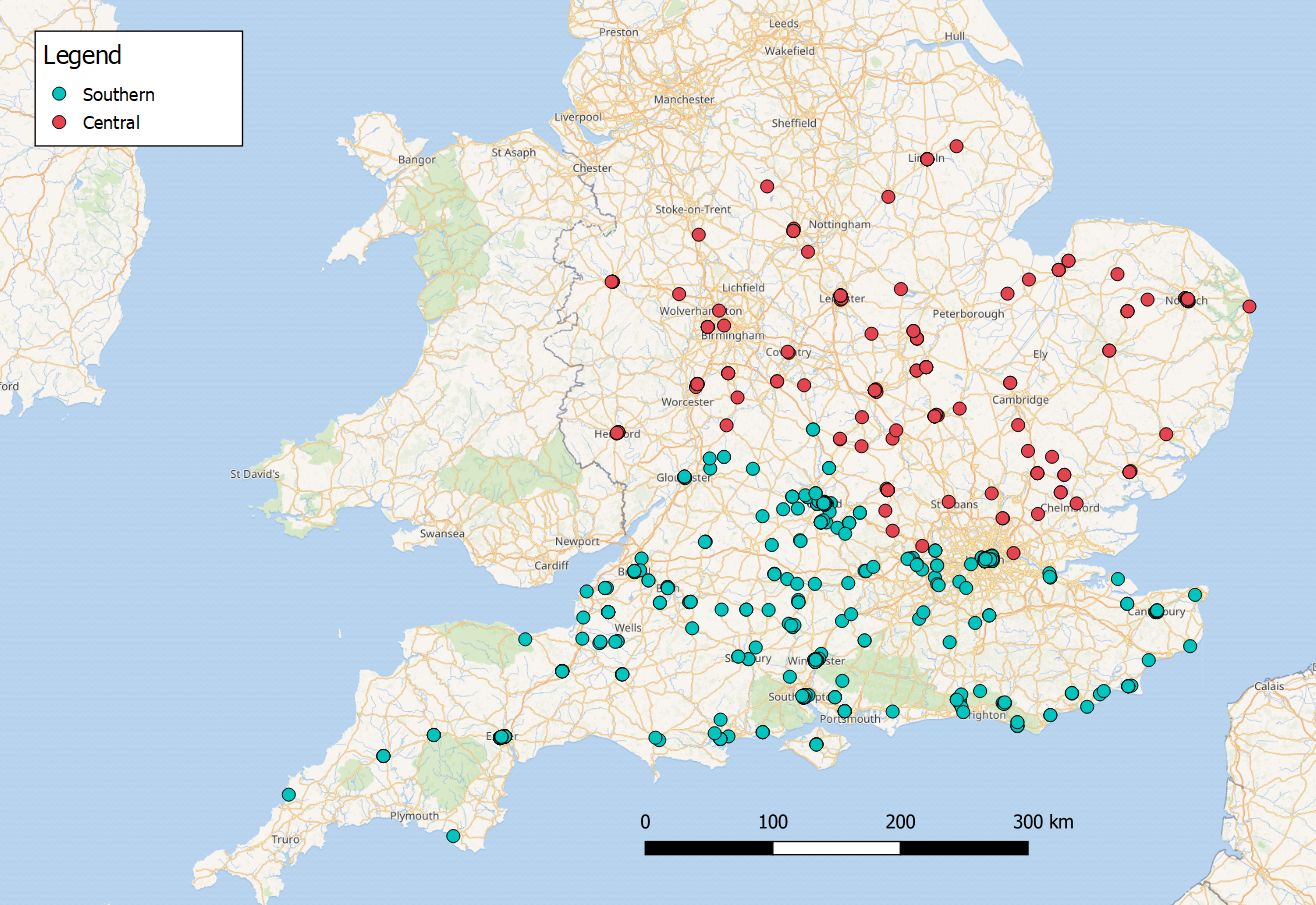 Legend
Southern
Central
Preston
Leeds
Hull
Wakefield
Manchester
Liverpool
Sheffield
Bangor
St Asaph
Chester
Lincoln
Stoke-on-Trent
Nottingham
Lichfield
Leicester
Norwich
Wolverhampton
Peterborough
Birmingham
Coventry
Ely
Worcester
Cambridge
Hereford
St David's
Gloucester
St Albans
Chelmsford
Swansea
Newport
Cardiff
Canterbury
Wells
Salisbury
Winchester
Calais
Southampton
Portsmouth
Brighton
Exeter
Plymouth
Truro
0 100 200 300 km